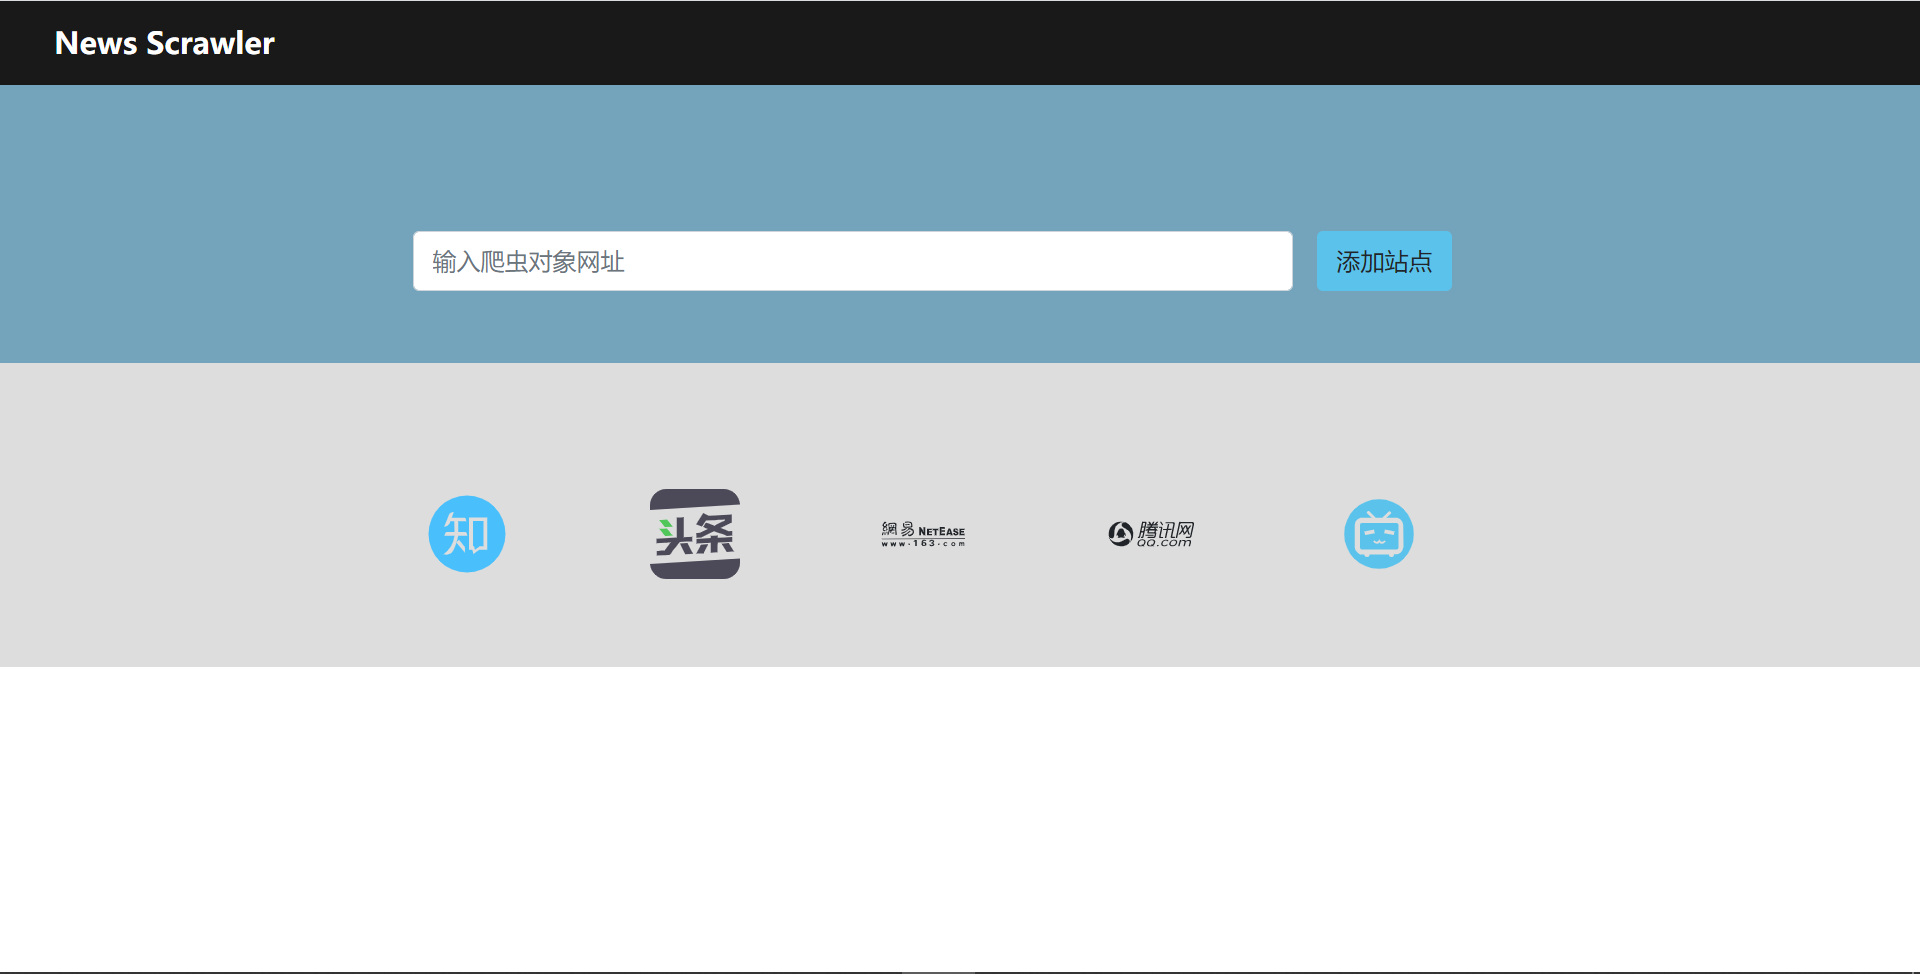 News Scrawler
输入爬虫对象网址
添加站点
知
头条
網易 NETEASE
www.163.com
腾讯网
QQ.com